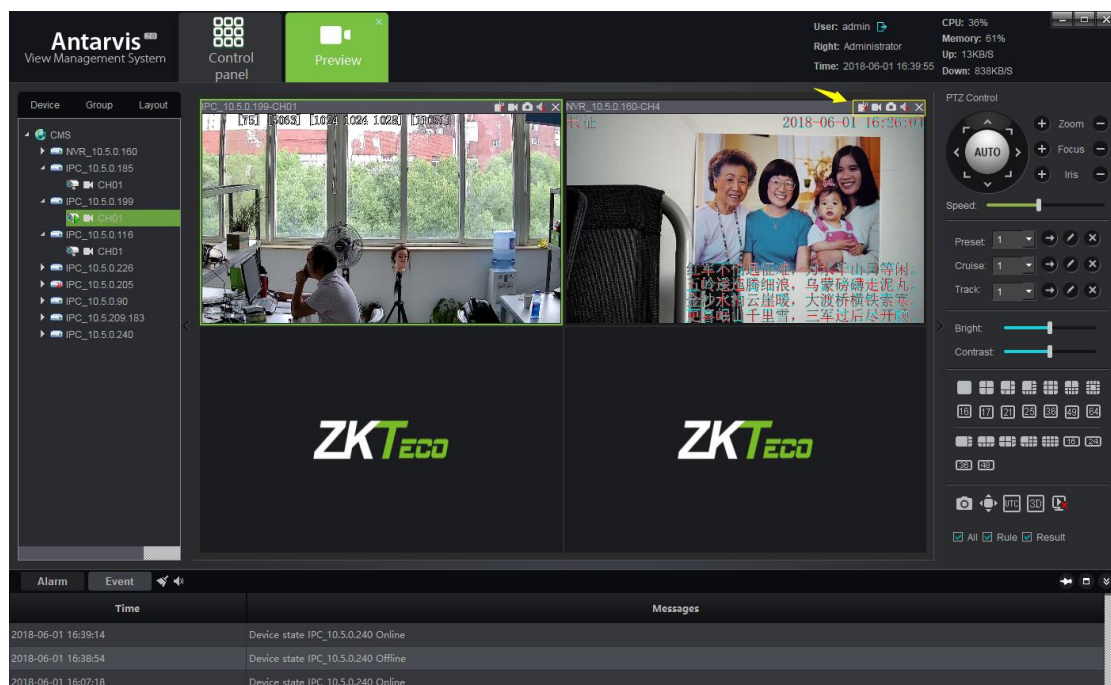 Antarvis 2.0
View Management System
Control
panel
Preview
User: admin
Right: Administrator
Time: 2018-06-01 16:39:55
CPU: 36%
Memory: 61%
Up: 13KB/S
Down: 838KB/S
Device Group Layout
CMS
NVR_10.5.0.160
IPC_10.5.0.185
CH01
IPC_10.5.0.199
CH01
IPC_10.5.0.116
CH01
IPC_10.5.0.226
IPC_10.5.0.205
IPC_10.5.0.90
IPC_10.5.209.183
IPC_10.5.0.240
IPC_10.5.0.199-CH01
[1024 1024 1028]
NVR_10.5.0.160-CH4
长征
2018-06-01 16:26:04
红军不怕远征难，万水千山只等闲。
五岭逶迤腾细浪，乌蒙磅礴走泥丸。
金沙水拍云崖暖，大渡桥横铁索寒。
更喜岷山千里雪，三军过后尽开颜。
ZKTeco
ZKTeco
PTZ Control
AUTO
Zoom
Focus
Iris
Speed:
Preset: 1
Cruise: 1
Track: 1
Bright:
Contrast:
16 17 21 25 36 49 64
16 24
36 48
UTC 3D
All Rule Result
Alarm Event
Time Messages
2018-06-01 16:39:14 Device state IPC_10.5.0.240 Online
2018-06-01 16:38:54 Device state IPC_10.5.0.240 Offline
2018-06-01 16:07:18 Device state IPC_10.5.0.240 Online